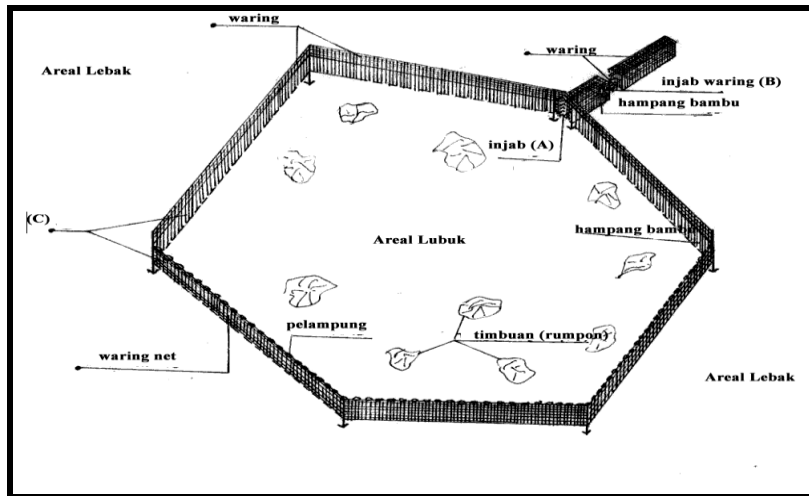 waring
waring
Areal Lebak
injab waring (B)
hampang bambu
injab (A)
(C)
hampang bambu
Areal Lubuk
pelampung
timbuan (rumpon)
waring net
Areal Lebak